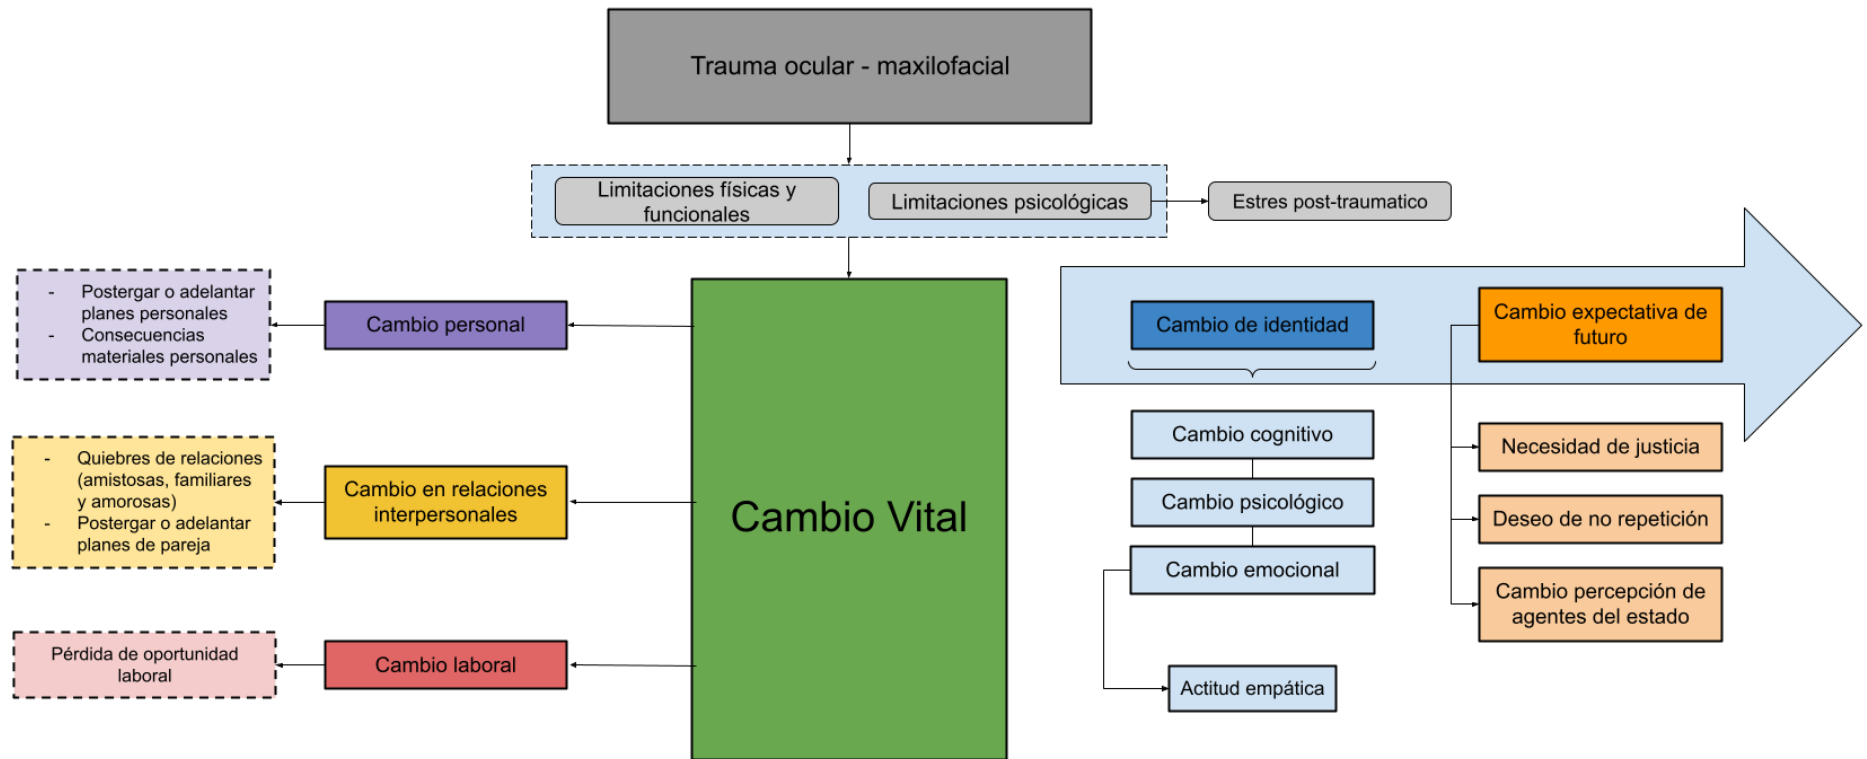 Trauma ocular - maxilofacial
Limitaciones físicas y
funcionales
Limitaciones psicológicas
Estres post-traumatico
- Postergar o adelantar
planes personales
- Consecuencias
materiales personales
Cambio personal
- Quiebres de relaciones
(amistosas, familiares
y amorosas)
- Postergar o adelantar
planes de pareja
Cambio en relaciones
interpersonales
Pérdida de oportunidad
laboral
Cambio laboral
Cambio Vital
Cambio de identidad
Cambio cognitivo
Cambio psicológico
Cambio emocional
Actitud empática
Cambio expectativa de
futuro
Necesidad de justicia
Deseo de no repetición
Cambio percepción de
agentes del estado